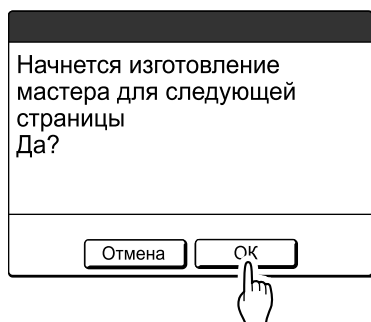 Начнется изготовление
мастера для следующей
страницы
Да?
Отмена
OK